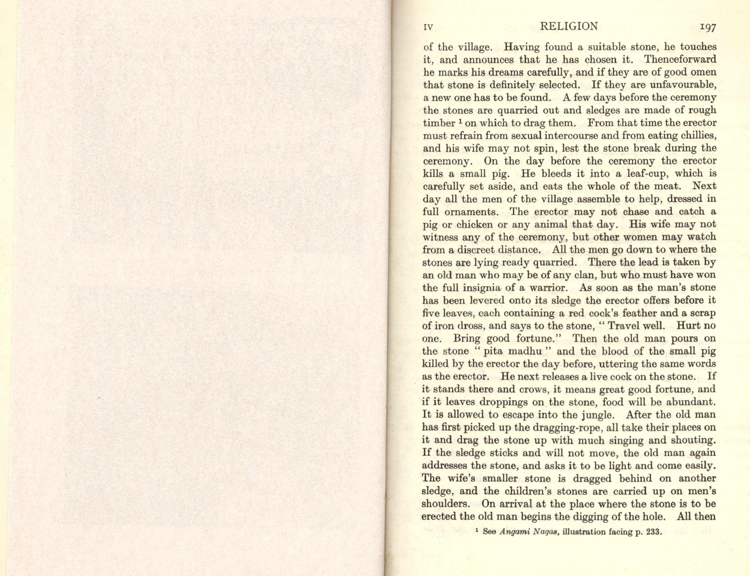 IV RELIGION 197
of the village. Having found a suitable stone, he touches
it, and announces that he has chosen it. Thenceforward
he marks his dreams carefully, and if they are of good omen
that stone is definitely selected. If they are unfavourable,
a new one has to be found. A few days before the ceremony
the stones are quarried out and sledges are made of rough
timber ¹ on which to drag them. From that time the erector
must refrain from sexual intercourse and from eating chillies,
and his wife may not spin, lest the stone break during the
ceremony. On the day before the ceremony the erector
kills a small pig. He bleeds it into a leaf-cup, which is
carefully set aside, and eats the whole of the meat. Next
day all the men of the village assemble to help, dressed in
full ornaments. The erector may not chase and catch a
pig or chicken or any animal that day. His wife may not
witness any of the ceremony, but other women may watch
from a discreet distance. All the men go down to where the
stones are lying ready quarried. There the lead is taken by
an old man who may be of any clan, but who must have won
the full insignia of a warrior. As soon as the man's stone
has been levered onto its sledge the erector offers before it
five leaves, each containing a red cock's feather and a scrap
of iron dross, and says to the stone, " Travel well. Hurt no
one. Bring good fortune." Then the old man pours on
the stone " pita madhu " and the blood of the small pig
killed by the erector the day before, uttering the same words
as the erector. He next releases a live cock on the stone. If
it stands there and crows, it means great good fortune, and
if it leaves droppings on the stone, food will be abundant.
It is allowed to escape into the jungle. After the old man
has first picked up the dragging-rope, all take their places on
it and drag the stone up with much singing and shouting.
If the sledge sticks and will not move, the old man again
addresses the stone, and asks it to be light and come easily.
The wife's smaller stone is dragged behind on another
sledge, and the children's stones are carried up on men's
shoulders. On arrival at the place where the stone is to be
erected the old man begins the digging of the hole. All then
¹ See Angami Nagas, illustration facing p. 233.